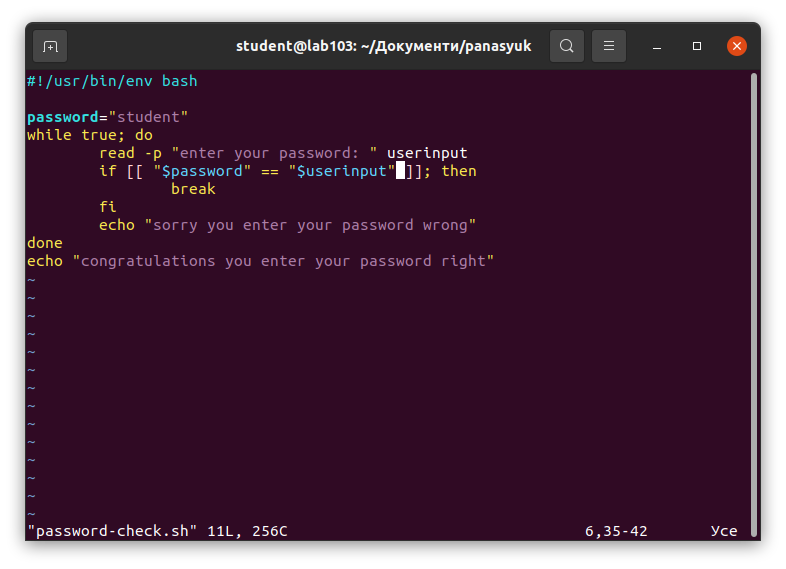 student@lab103: ~/Документи/panasyuk
#!/usr/bin/env bash
password="student"
while true; do
        read -p "enter your password: " userinput
        if [[ "$password" == "$userinput" ]]; then
                break
        fi
        echo "sorry you enter your password wrong"
done
echo "congratulations you enter your password right"
~
~
~
~
~
~
~
~
~
~
~
~
~
~
"password-check.sh" 11L, 256C 6,35-42 Усе